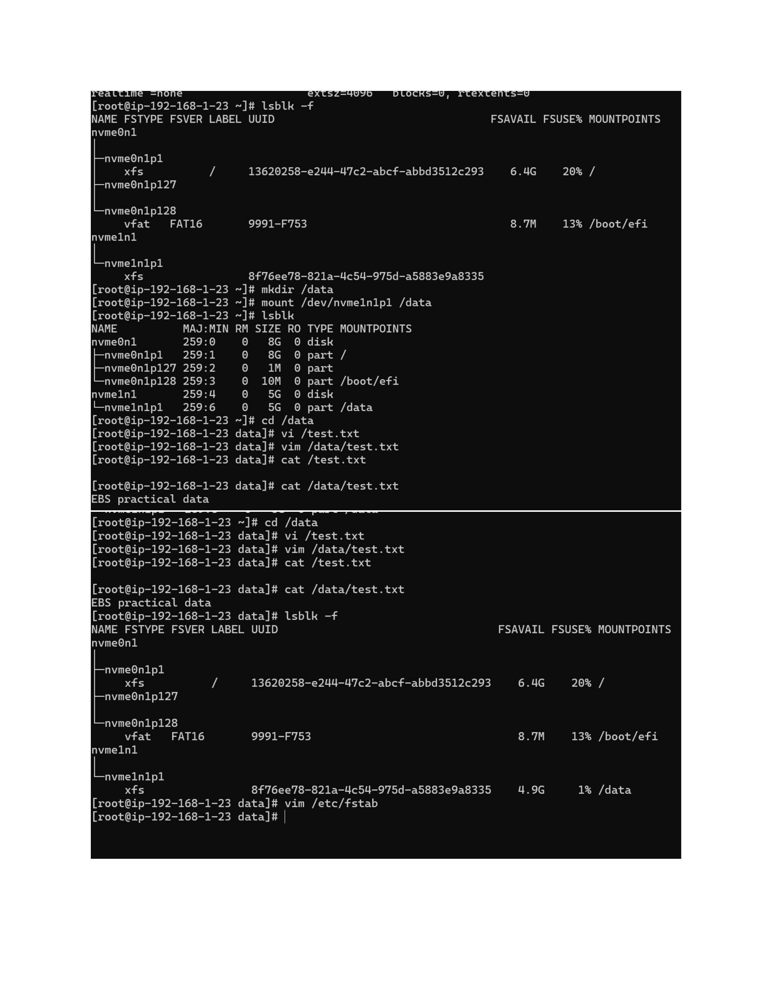 realtime =none                   extsz=4096   blocks=0, rtextents=0
[root@ip-192-168-1-23 ~]# lsblk -f
NAME FSTYPE FSVER LABEL UUID                                 FSAVAIL FSUSE% MOUNTPOINTS
nvme0n1
│
├─nvme0n1p1
│    xfs          /     13620258-e244-47c2-abcf-abbd3512c293    6.4G    20% /
├─nvme0n1p127
│
└─nvme0n1p128
     vfat   FAT16       9991-F753                               8.7M    13% /boot/efi
nvme1n1
│
└─nvme1n1p1
     xfs                8f76ee78-821a-4c54-975d-a5883e9a8335
[root@ip-192-168-1-23 ~]# mkdir /data
[root@ip-192-168-1-23 ~]# mount /dev/nvme1n1p1 /data
[root@ip-192-168-1-23 ~]# lsblk
NAME          MAJ:MIN RM SIZE RO TYPE MOUNTPOINTS
nvme0n1       259:0    0   8G  0 disk
├─nvme0n1p1   259:1    0   8G  0 part /
├─nvme0n1p127 259:2    0   1M  0 part
└─nvme0n1p128 259:3    0  10M  0 part /boot/efi
nvme1n1       259:4    0   5G  0 disk
└─nvme1n1p1   259:6    0   5G  0 part /data
[root@ip-192-168-1-23 ~]# cd /data
[root@ip-192-168-1-23 data]# vi /test.txt
[root@ip-192-168-1-23 data]# vim /data/test.txt
[root@ip-192-168-1-23 data]# cat /test.txt

[root@ip-192-168-1-23 data]# cat /data/test.txt
EBS practical data
└─nvme1n1p1   259:6    0   5G  0 part /data
[root@ip-192-168-1-23 ~]# cd /data
[root@ip-192-168-1-23 data]# vi /test.txt
[root@ip-192-168-1-23 data]# vim /data/test.txt
[root@ip-192-168-1-23 data]# cat /test.txt

[root@ip-192-168-1-23 data]# cat /data/test.txt
EBS practical data
[root@ip-192-168-1-23 data]# lsblk -f
NAME FSTYPE FSVER LABEL UUID                                 FSAVAIL FSUSE% MOUNTPOINTS
nvme0n1
│
├─nvme0n1p1
│    xfs          /     13620258-e244-47c2-abcf-abbd3512c293    6.4G    20% /
├─nvme0n1p127
│
└─nvme0n1p128
     vfat   FAT16       9991-F753                               8.7M    13% /boot/efi
nvme1n1
│
└─nvme1n1p1
     xfs                8f76ee78-821a-4c54-975d-a5883e9a8335    4.9G     1% /data
[root@ip-192-168-1-23 data]# vim /etc/fstab
[root@ip-192-168-1-23 data]#